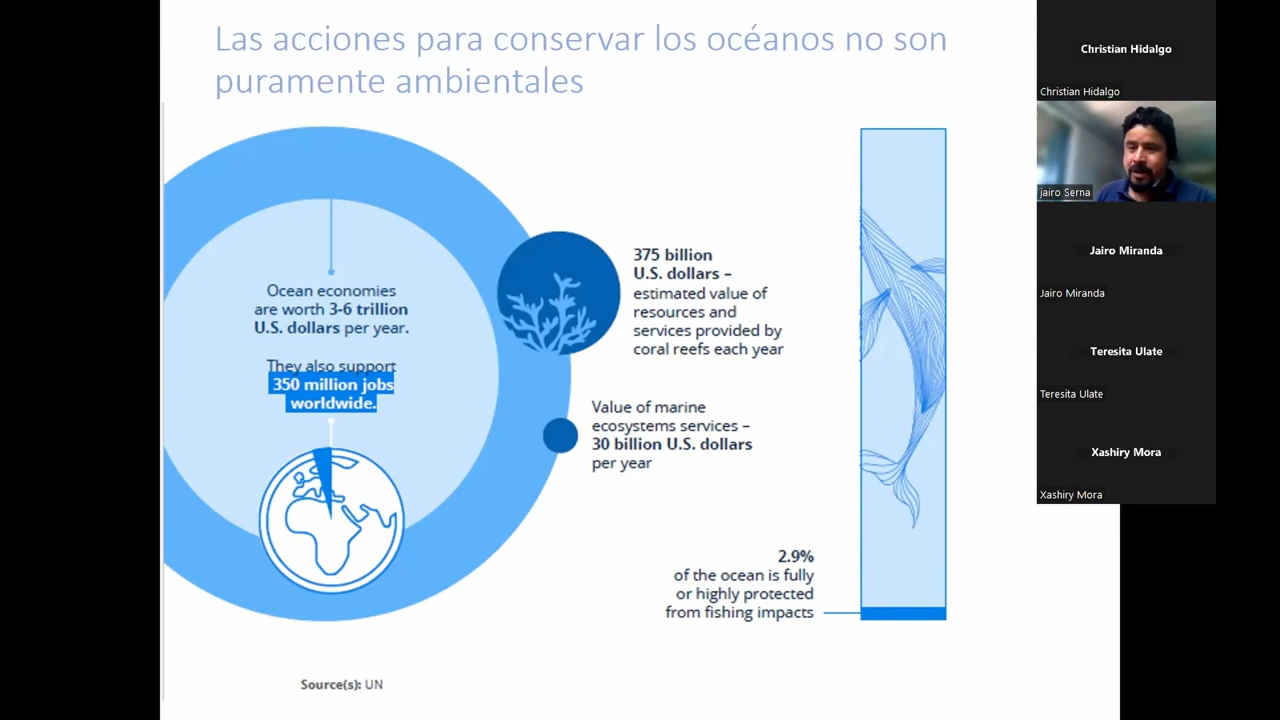 Las acciones para conservar los océanos no son
puramente ambientales
Ocean economies
are worth 3-6 trillion
U.S. dollars per year.
They also support
350 million jobs
worldwide.
375 billion
U.S. dollars –
estimated value of
resources and
services provided by
coral reefs each year
Value of marine
ecosystems services –
30 billion U.S. dollars
per year
2.9%
of the ocean is fully
or highly protected
from fishing impacts
Source(s): UN
Christian Hidalgo
Christian Hidalgo
jairo Serna
Jairo Miranda
Jairo Miranda
Teresita Ulate
Teresita Ulate
Xashiry Mora
Xashiry Mora